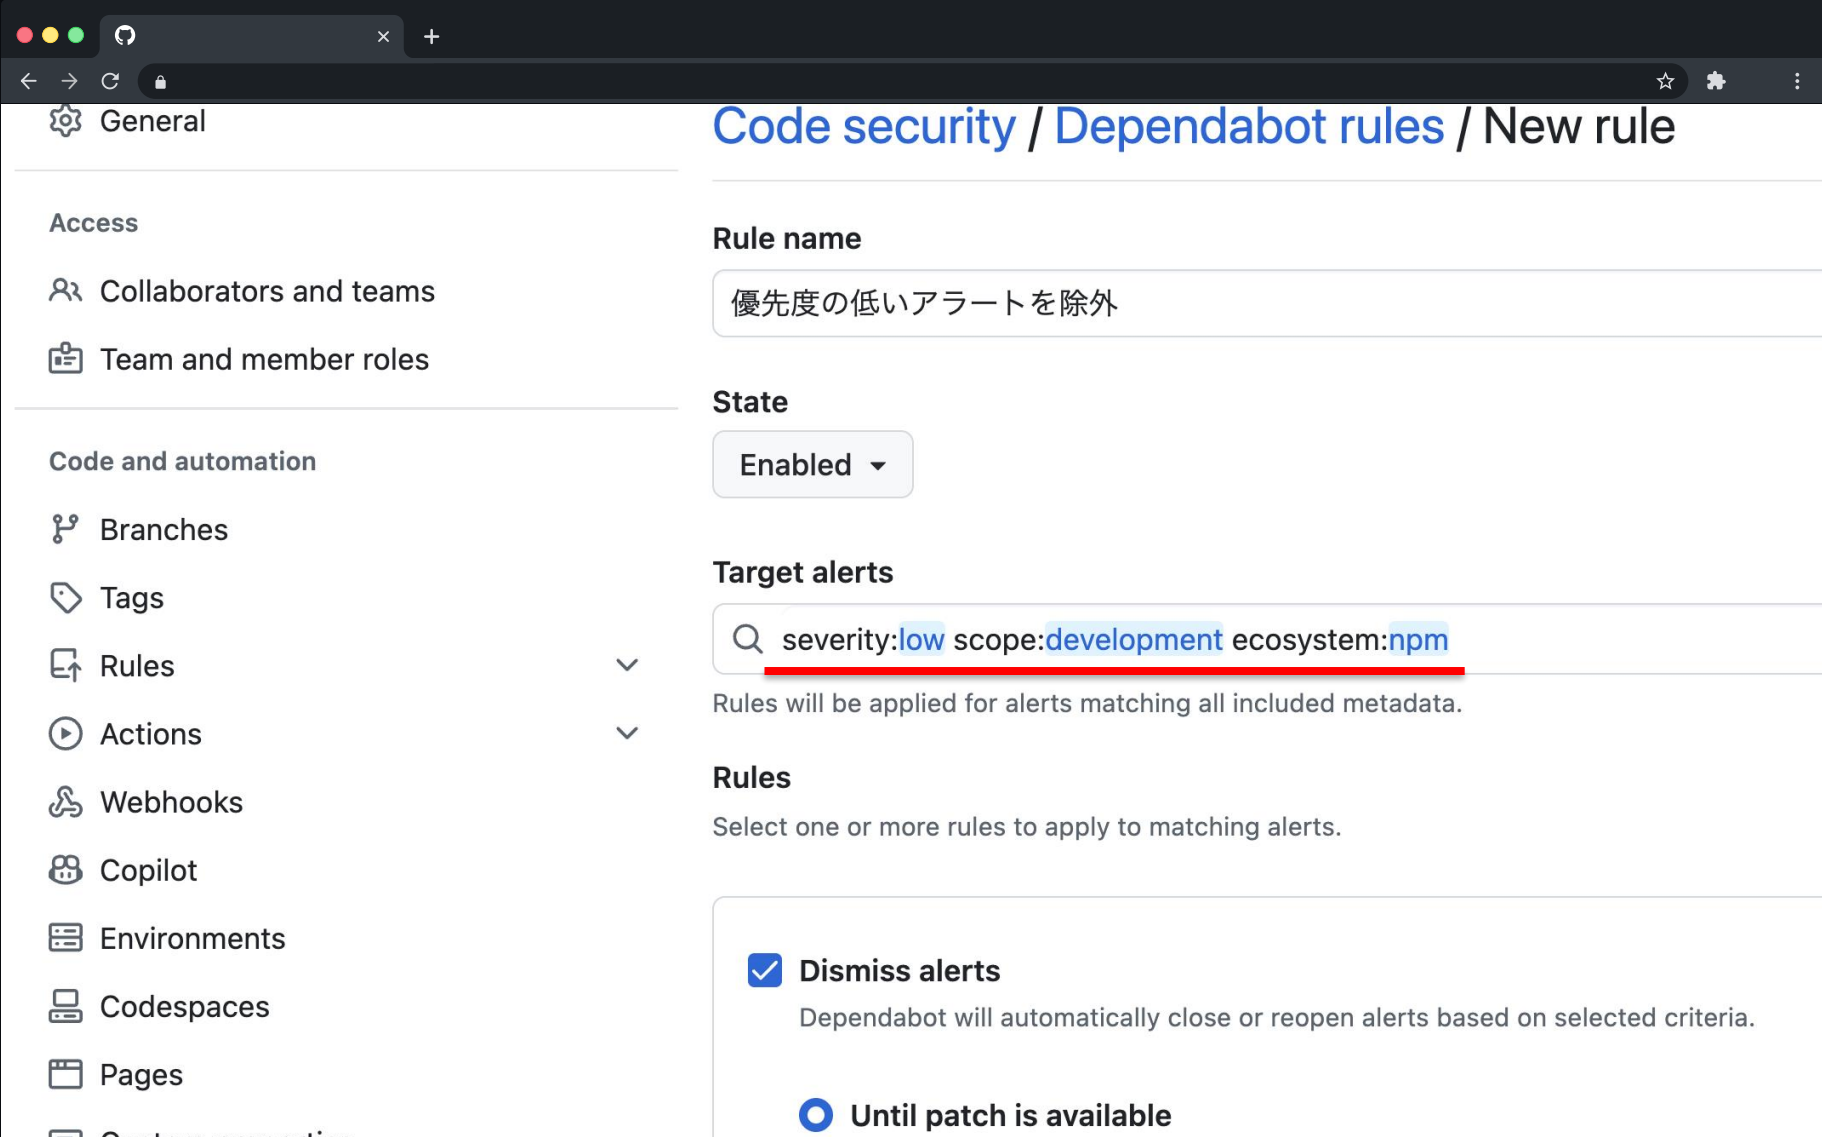 General
Access
Collaborators and teams
Team and member roles
Code and automation
Branches
Tags
Rules
Actions
Webhooks
Copilot
Environments
Codespaces
Pages
Code security / Dependabot rules / New rule
Rule name
優先度の低いアラートを除外
State
Enabled
Target alerts
severity:low scope:development ecosystem:npm
Rules will be applied for alerts matching all included metadata.
Rules
Select one or more rules to apply to matching alerts.
Dismiss alerts
Dependabot will automatically close or reopen alerts based on selected criteria.
Until patch is available